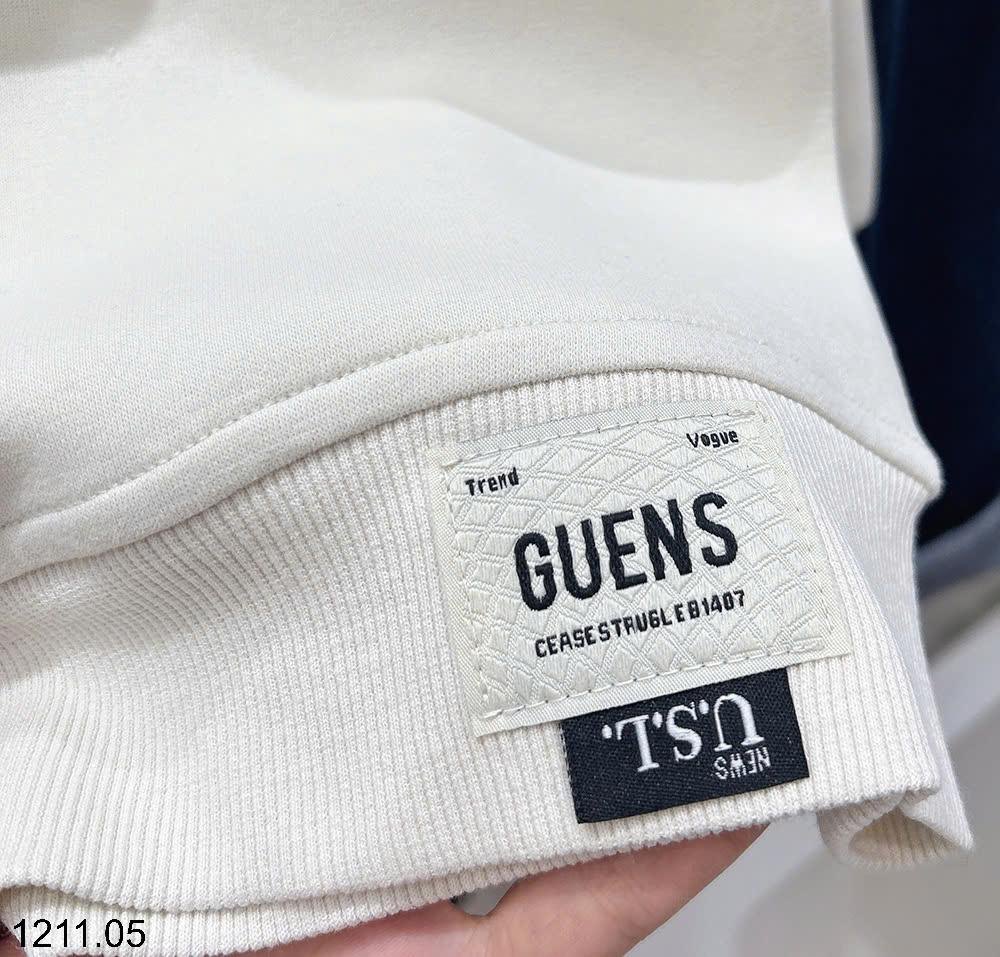 Trend Vogue
GUENS
CEASESTRUGLEB1407
U.S.L.
NEWS
1211.05